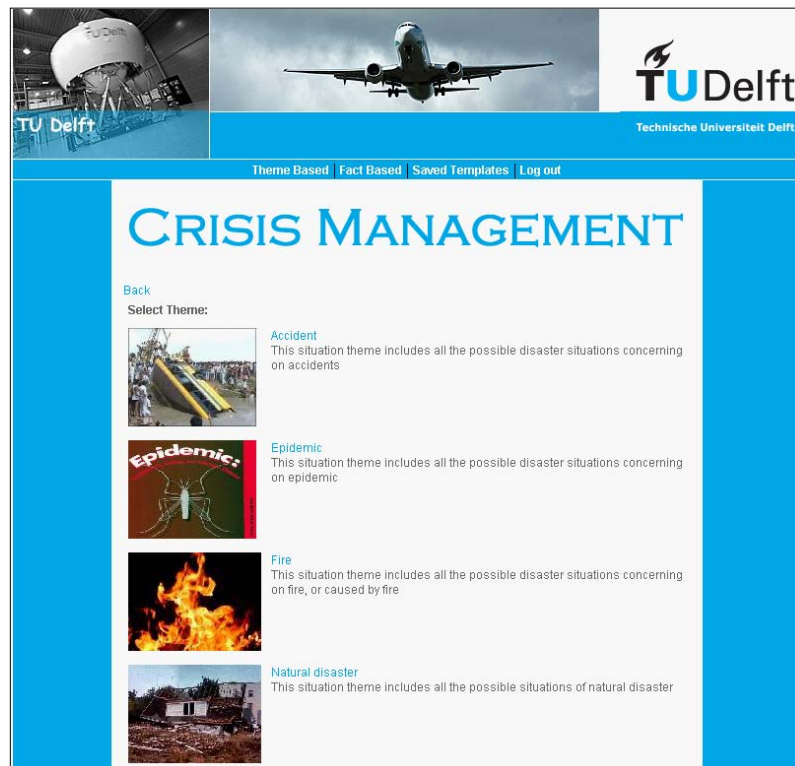 TU Delft
TU Delft
TU Delft
Technische Universiteit Delft
Theme Based | Fact Based | Saved Templates | Log out
CRISIS MANAGEMENT
Back
Select Theme:
Accident
This situation theme includes all the possible disaster situations concerning
on accidents
Epidemic:
Epidemic
This situation theme includes all the possible disaster situations concerning
on epidemic
Fire
This situation theme includes all the possible disaster situations concerning
on fire, or caused by fire
Natural disaster
This situation theme includes all the possible situations of natural disaster